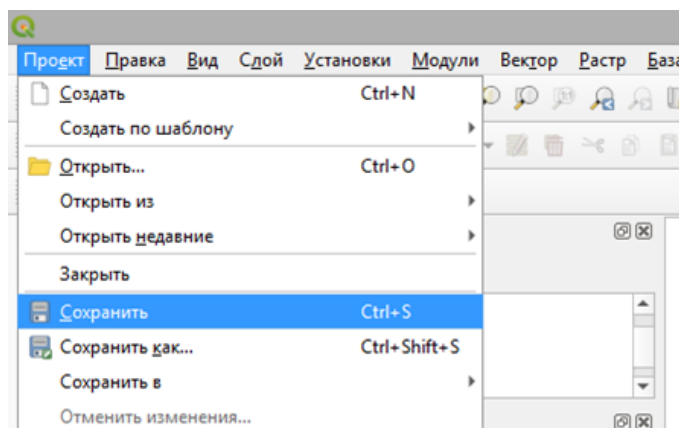 Проект Правка Вид Слой Установки Модули Вектор Растр База
Создать Ctrl+N
Создать по шаблону
Открыть... Ctrl+O
Открыть из
Открыть недавние
Закрыть
Сохранить Ctrl+S
Сохранить как... Ctrl+Shift+S
Сохранить в
Отменить изменения...